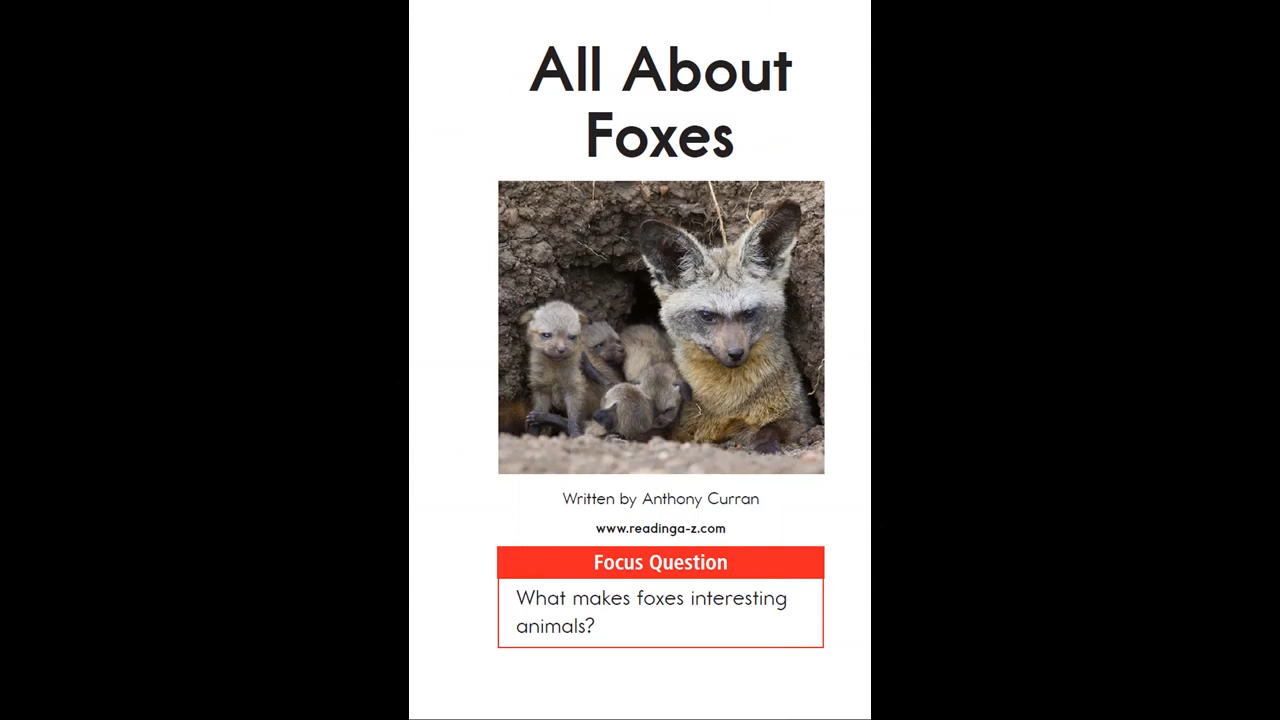 All About
Foxes
Written by Anthony Curran
www.readinga-z.com
Focus Question
What makes foxes interesting
animals?